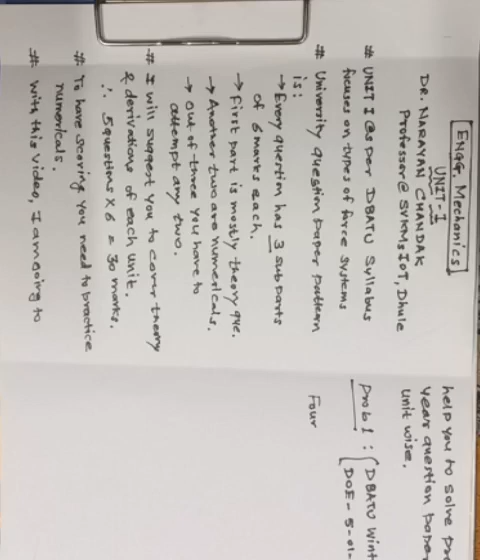 ENGG. Mechanics
UNIT-I
DR. NARAYAN CHANDAK
Professor@ SVKMs IoT, Dhule
# UNIT I as per DBATU Syllabus
focuses on types of force systems
# University question paper pattern
is:
→ Every question has 3 sub parts
of 6 marks each.
→ First part is mostly theory que.
→ Another two are numericals.
→ Out of three you have to
attempt any two.
# I will suggest you to cover theory
& derivations of each unit.
∴ 5 questions x 6 = 30 marks.
# To have scoring you need to practice
numericals.
# With this video, I am going to
help you to solve
year question
unit wise.
Prob 1 : DBATU
DOE - 5-01-
Four